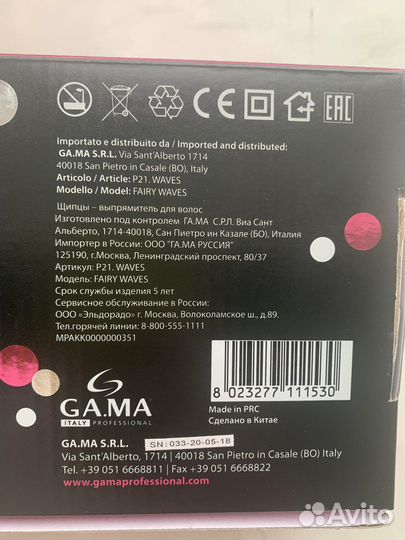 CE
EAC
Importato e distribuito da / Imported and distributed:
GA.MA S.R.L. Via Sant'Alberto 1714
40018 San Pietro in Casale (BO), Italy
Articolo / Article: P21. WAVES
Modello / Model: FAIRY WAVES
Щипцы – выпрямитель для волос
Изготовлено под контролем ГА.МА С.Р.Л. Виа Сант
Альберто, 1714-40018, Сан Пиетро ин Казале (БО), Италия
Импортер в России: ООО "ГА.МА РУССИЯ"
125190, г.Москва, Ленинградский проспект, 80/37
Артикул: P21. WAVES
Модель: FAIRY WAVES
Срок службы изделия 5 лет
Сервисное обслуживание в России:
ООО «Эльдорадо» г. Москва, Волоколамское ш., д.89.
Тел.горячей линии: 8-800-555-1111
MPAKK0000000351
8 023277 111530
GA.MA
ITALY PROFESSIONAL
Made in PRC
Сделано в Китае
GA.MA S.R.L. SN: 033-20-05-18
Via Sant'Alberto, 1714 | 40018 San Pietro in Casale (BO) Italy
Tel. +39 051 6668811 | Fax +39 051 6668822
www.gamaprofessional.com
Avito